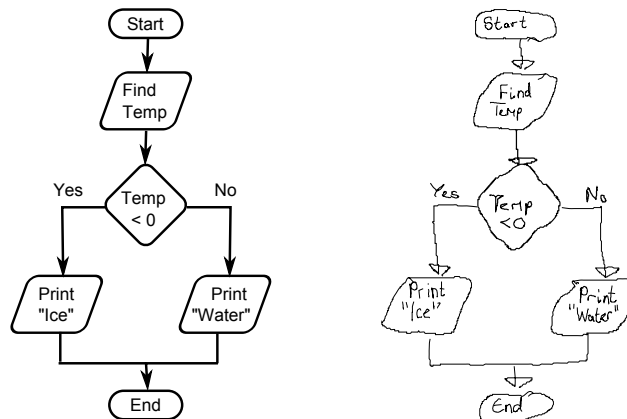 Start
Find
Temp
Yes
No
Temp
< 0
Print
"Ice"
Print
"Water"
End
Start
Find
Temp
Yes
No
Temp
<0
Print
"Ice"
Print
"Water"
End